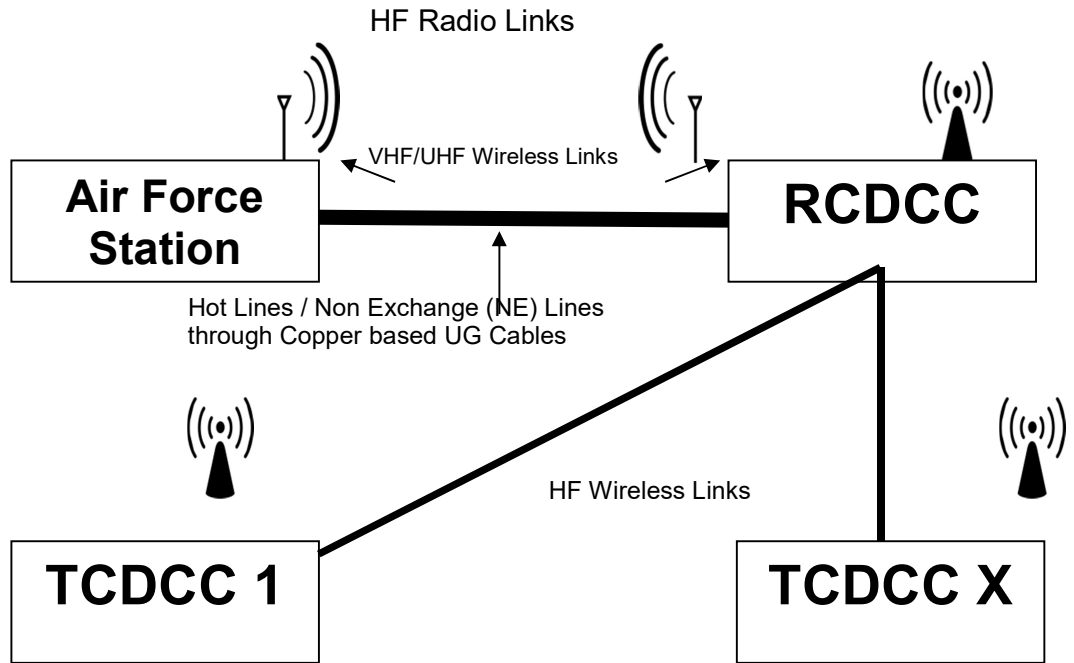 HF Radio Links
VHF/UHF Wireless Links
Air Force
Station
RCDCC
Hot Lines / Non Exchange (NE) Lines
through Copper based UG Cables
HF Wireless Links
TCDCC 1
TCDCC X